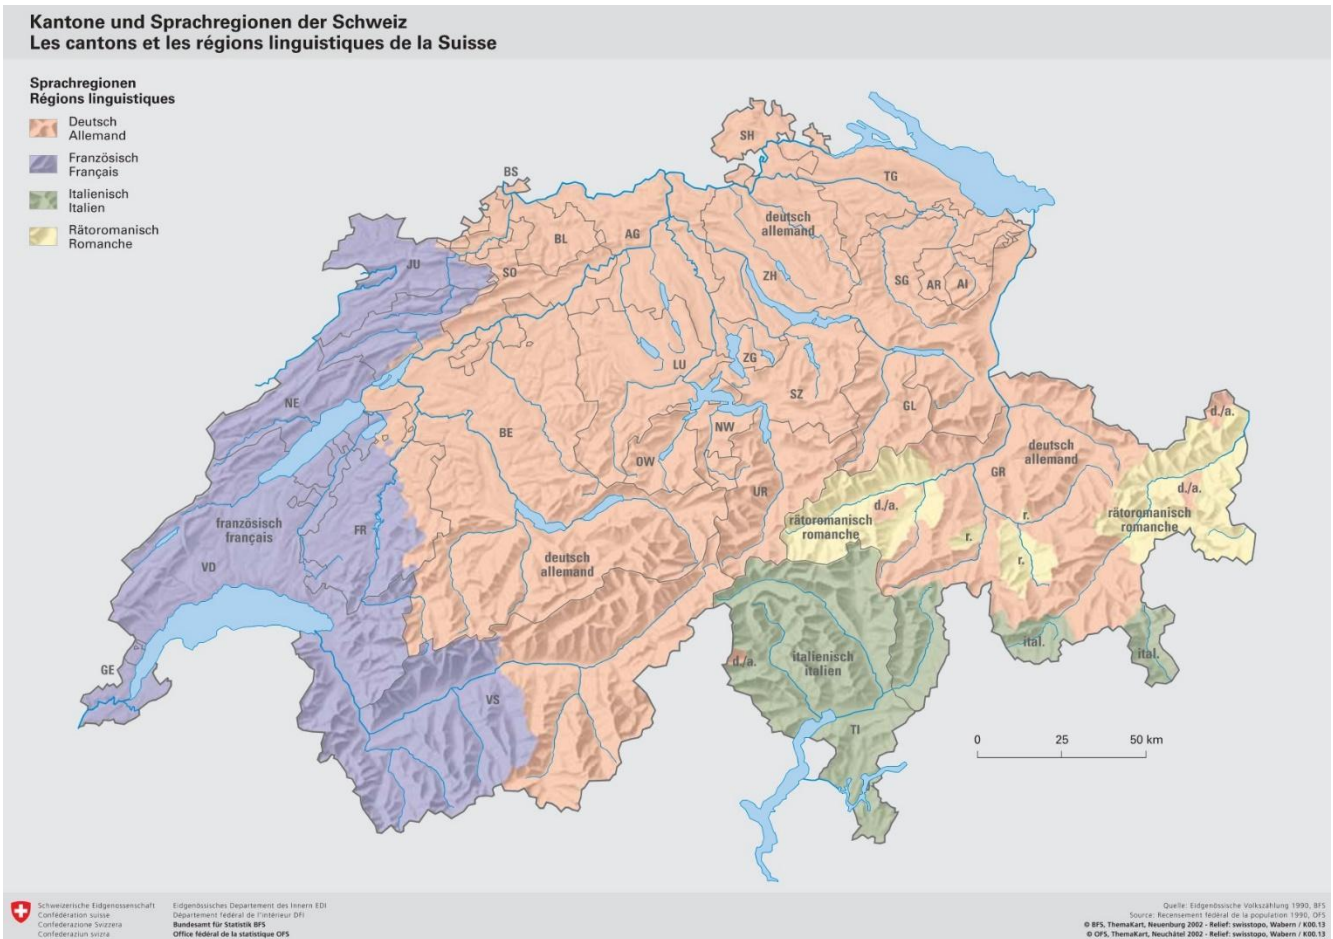 Kantone und Sprachregionen der Schweiz
Les cantons et les régions linguistiques de la Suisse
Sprachregionen
Régions linguistiques
Deutsch
Allemand
Französisch
Français
Italienisch
Italien
Rätoromanisch
Romanche
SH
BS
TG
deutsch
allemand
BL
AG
JU
SO
ZH
SG
AR
AI
LU
ZG
SZ
GL
NE
d./a.
BE
NW
deutsch
allemand
OW
GR
UR
d./a.
französisch
français
FR
rätoromanisch
romanche
d./a.
r.
rätoromanisch
romanche
r.
r.
VD
deutsch
allemand
GE
d./a.
italienisch
italien
ital.
ital.
VS
TI
0 25 50 km
Schweizerische Eidgenossenschaft
Confédération suisse
Confederazione Svizzera
Confederaziun svizra
Eidgenössisches Departement des Innern EDI
Département fédéral de l'intérieur DFI
Bundesamt für Statistik BFS
Office fédéral de la statistique OFS
Quelle: Eidgenössische Volkszählung 1990, BFS
Source: Recensement fédéral de la population 1990, OFS
© BFS, ThemaKart, Neuenburg 2002 - Relief: swisstopo, Wabern / K00.13
© OFS, ThemaKart, Neuchâtel 2002 - Relief: swisstopo, Wabern / K00.13